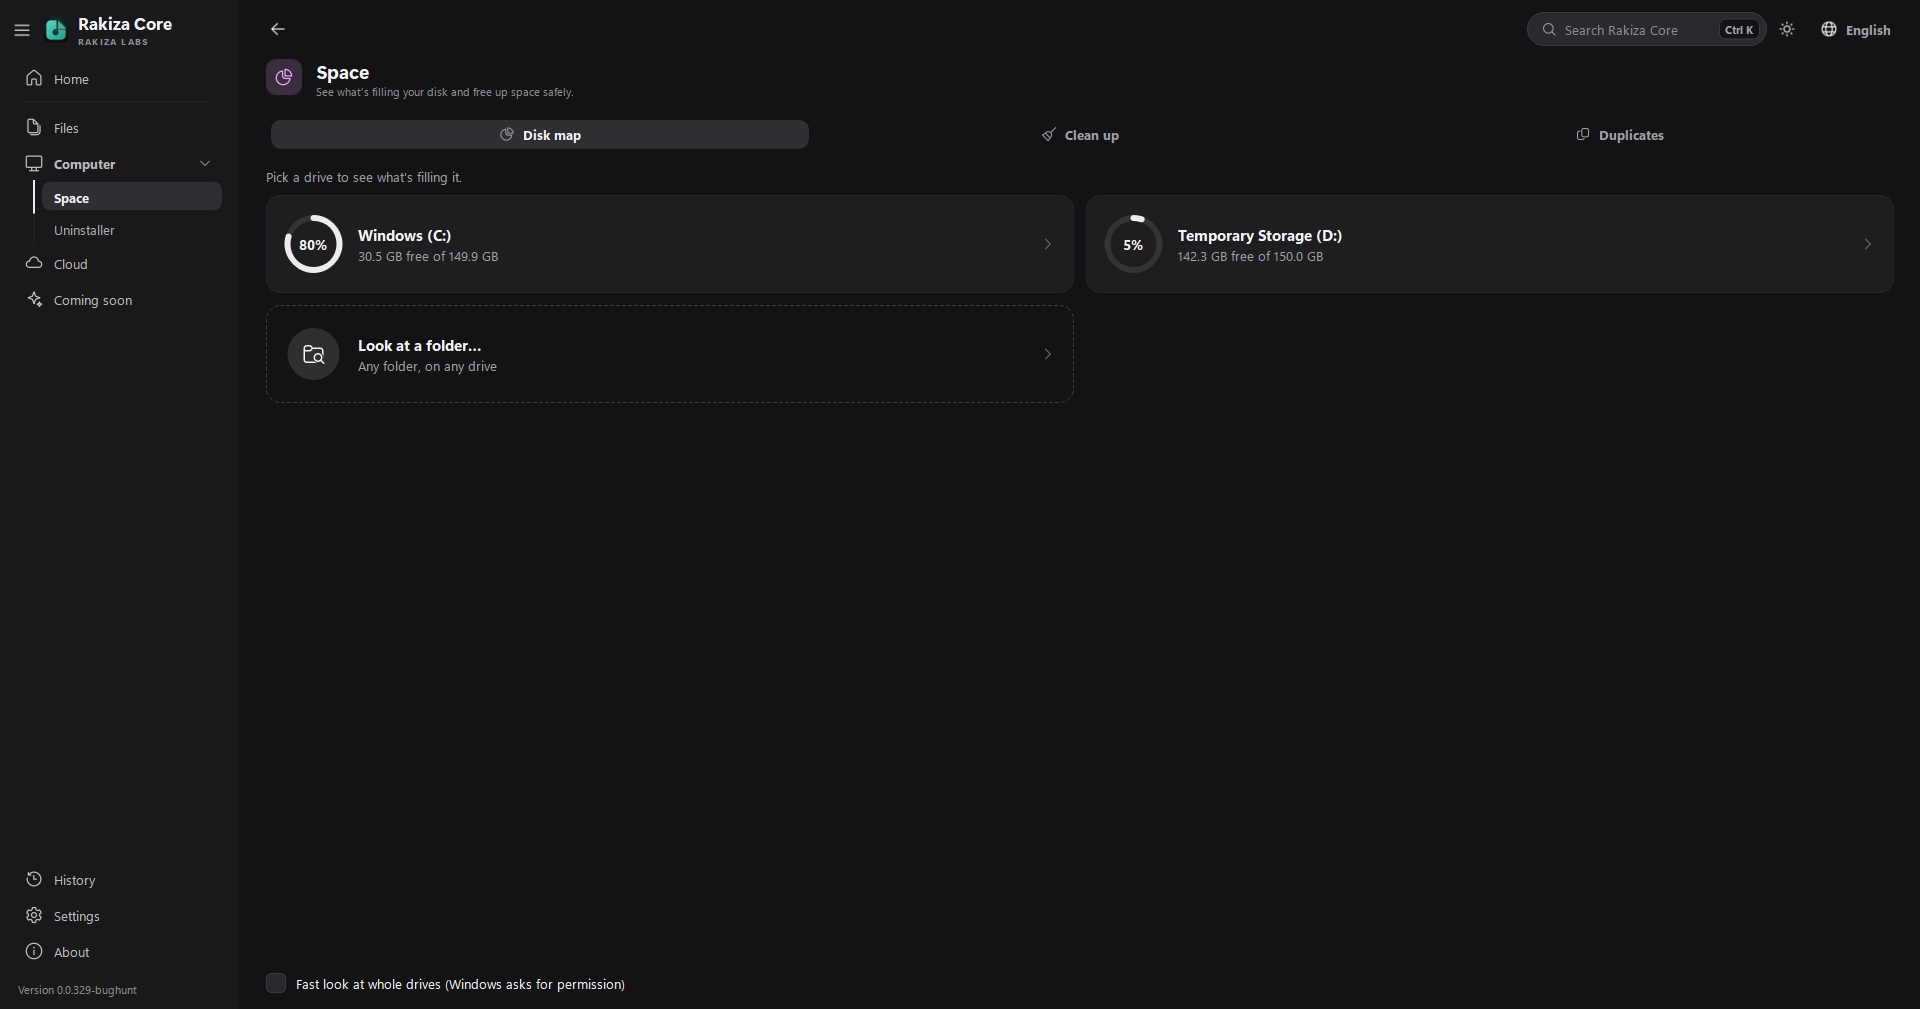 Rakiza Core
RAKIZA LABS
Home
Files
Computer
Space
Uninstaller
Cloud
Coming soon
History
Settings
About
Version 0.0.329-bughunt
Search Rakiza Core
Ctrl K
English
Space
See what's filling your disk and free up space safely.
Disk map
Clean up
Duplicates
Pick a drive to see what's filling it.
80%
Windows (C:)
30.5 GB free of 149.9 GB
5%
Temporary Storage (D:)
142.3 GB free of 150.0 GB
Look at a folder...
Any folder, on any drive
Fast look at whole drives (Windows asks for permission)